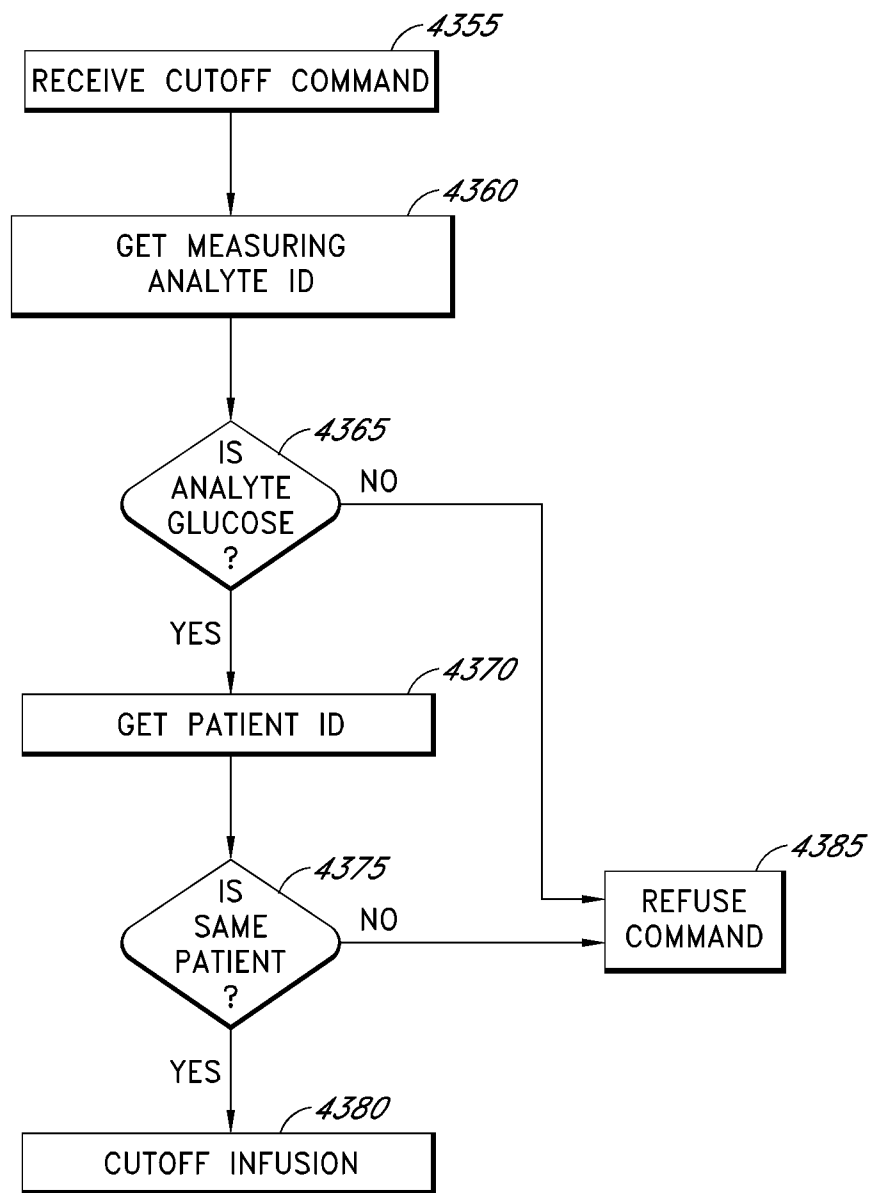 4355
RECEIVE CUTOFF COMMAND
4360
GET MEASURING
ANALYTE ID
4365
IS
ANALYTE
GLUCOSE
?
NO
YES
4370
GET PATIENT ID
4375
IS
SAME
PATIENT
?
NO
4385
REFUSE
COMMAND
YES
4380
CUTOFF INFUSION